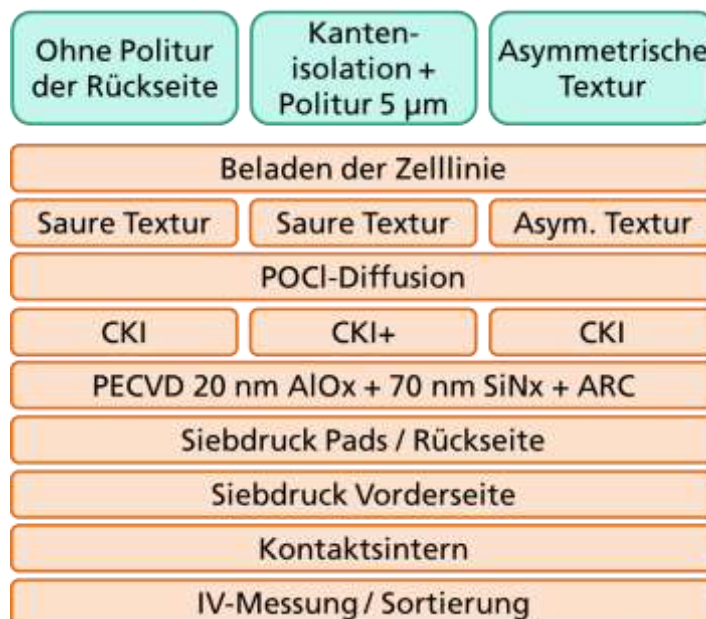 Ohne Politur
der Rückseite
Kanten-
isolation +
Politur 5 µm
Asymmetrische
Textur
Beladen der Zelllinie
Saure Textur
Saure Textur
Asym. Textur
POCl-Diffusion
CKI
CKI+
CKI
PECVD 20 nm AlOx + 70 nm SiNx + ARC
Siebdruck Pads / Rückseite
Siebdruck Vorderseite
Kontaktsintern
IV-Messung / Sortierung